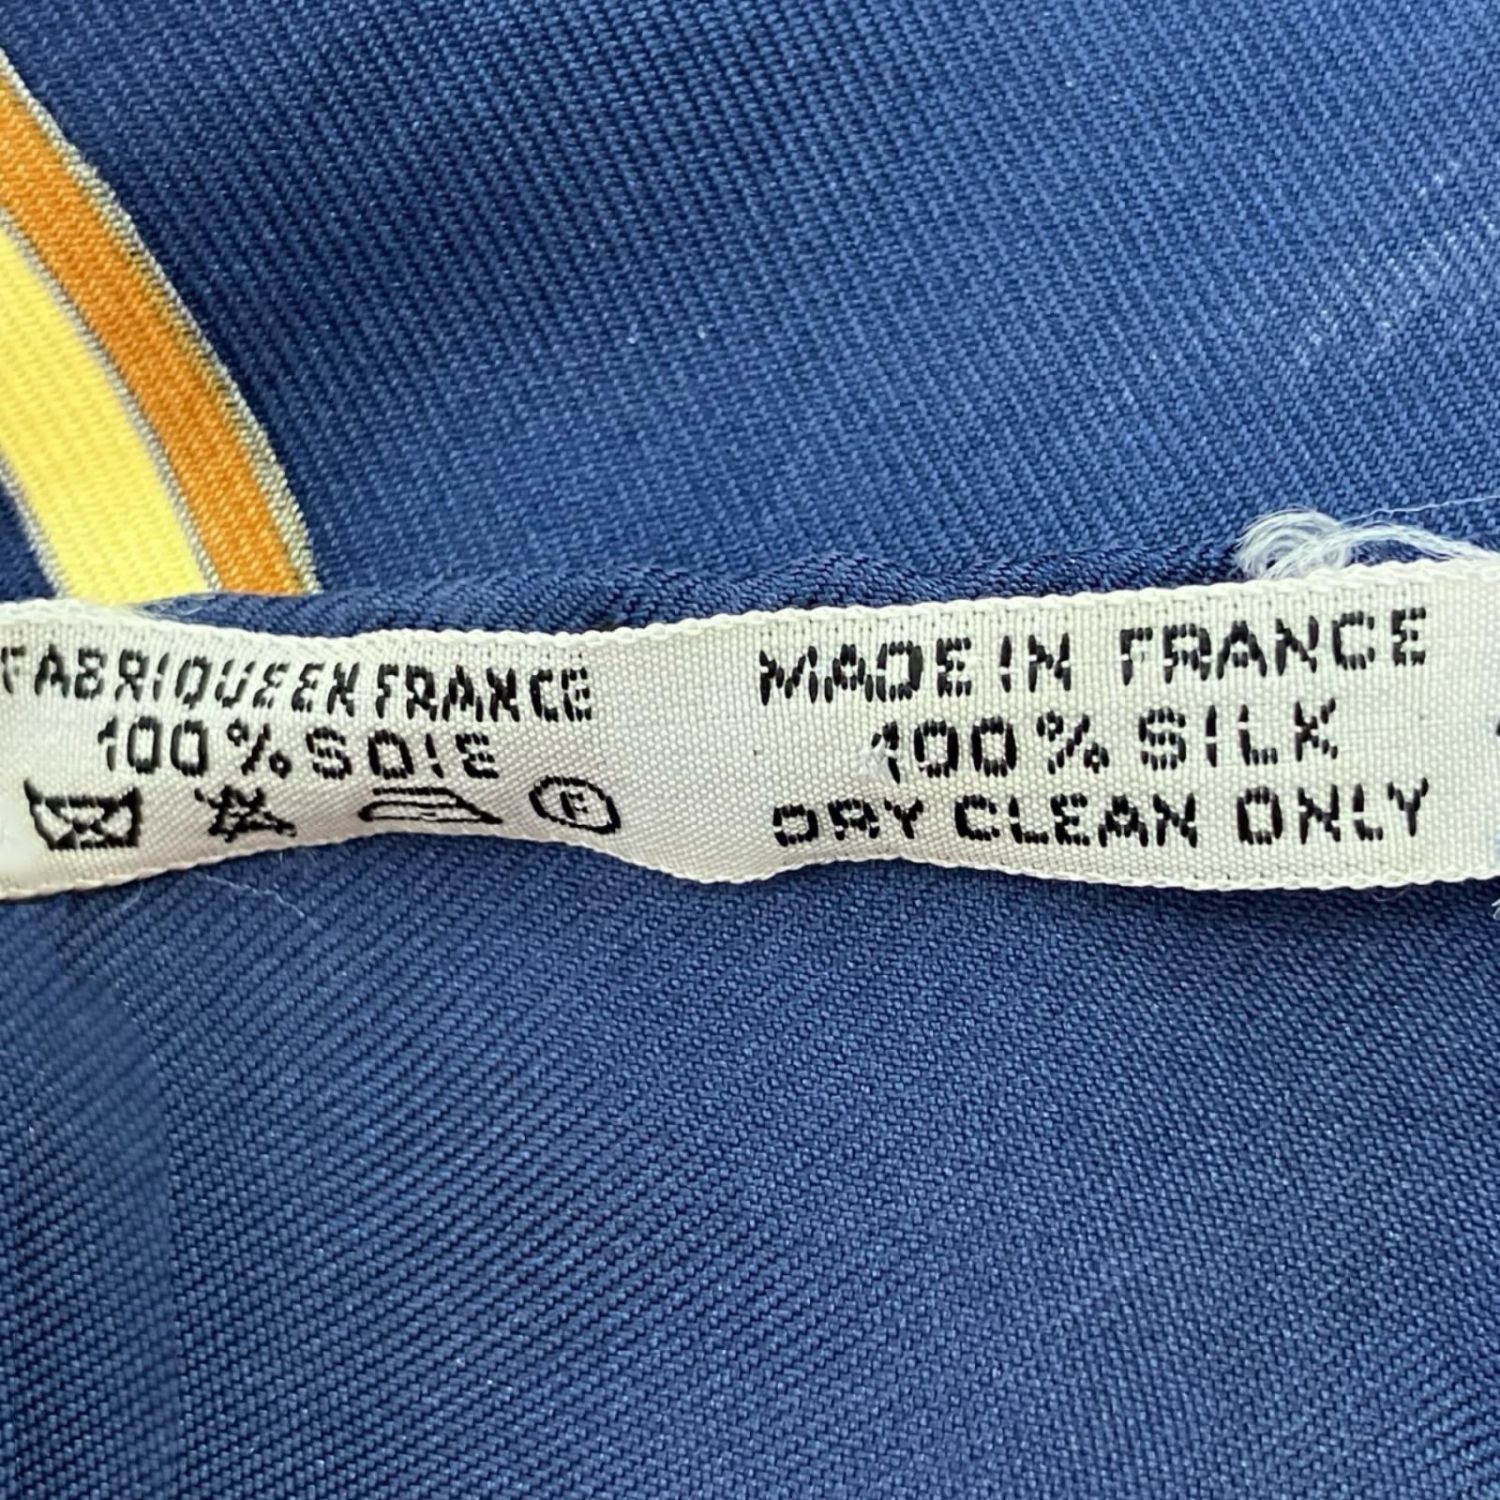 FABRIQUE EN FRANCE
100% SOIE
F
MADE IN FRANCE
100% SILK
DRY CLEAN ONLY